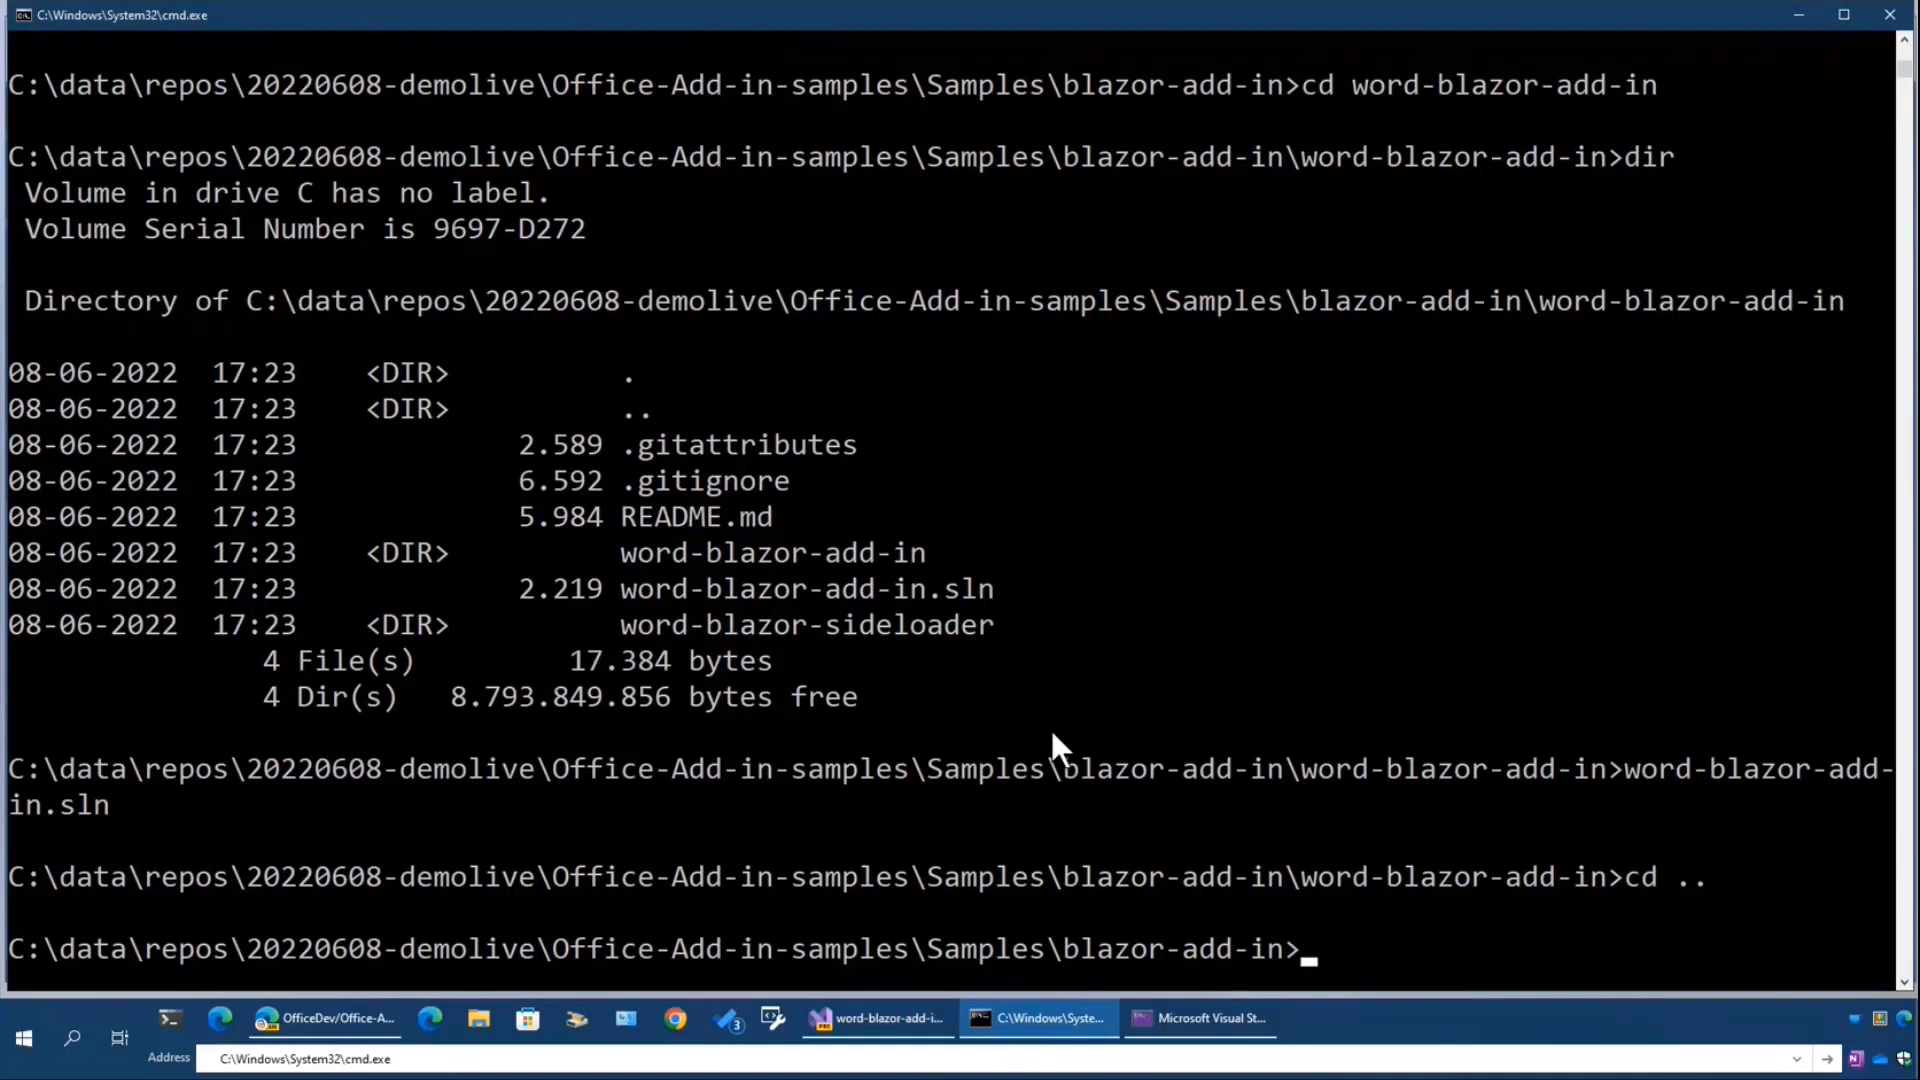 C:\Windows\System32\cmd.exe
C:\data\repos\20220608-demolive\Office-Add-in-samples\Samples\blazor-add-in>cd word-blazor-add-in
C:\data\repos\20220608-demolive\Office-Add-in-samples\Samples\blazor-add-in\word-blazor-add-in>dir
Volume in drive C has no label.
Volume Serial Number is 9697-D272
Directory of C:\data\repos\20220608-demolive\Office-Add-in-samples\Samples\blazor-add-in\word-blazor-add-in
08-06-2022 17:23 <DIR> .
08-06-2022 17:23 <DIR> ..
08-06-2022 17:23 2.589 .gitattributes
08-06-2022 17:23 6.592 .gitignore
08-06-2022 17:23 5.984 README.md
08-06-2022 17:23 <DIR> word-blazor-add-in
08-06-2022 17:23 2.219 word-blazor-add-in.sln
08-06-2022 17:23 <DIR> word-blazor-sideloader
4 File(s) 17.384 bytes
4 Dir(s) 8.793.849.856 bytes free
C:\data\repos\20220608-demolive\Office-Add-in-samples\Samples\blazor-add-in\word-blazor-add-in>word-blazor-add-
in.sln
C:\data\repos\20220608-demolive\Office-Add-in-samples\Samples\blazor-add-in\word-blazor-add-in>cd ..
C:\data\repos\20220608-demolive\Office-Add-in-samples\Samples\blazor-add-in>
OfficeDev/Office-A... 3 word-blazor-add-i... C:\Windows\Syste... Microsoft Visual St...
Address C:\Windows\System32\cmd.exe